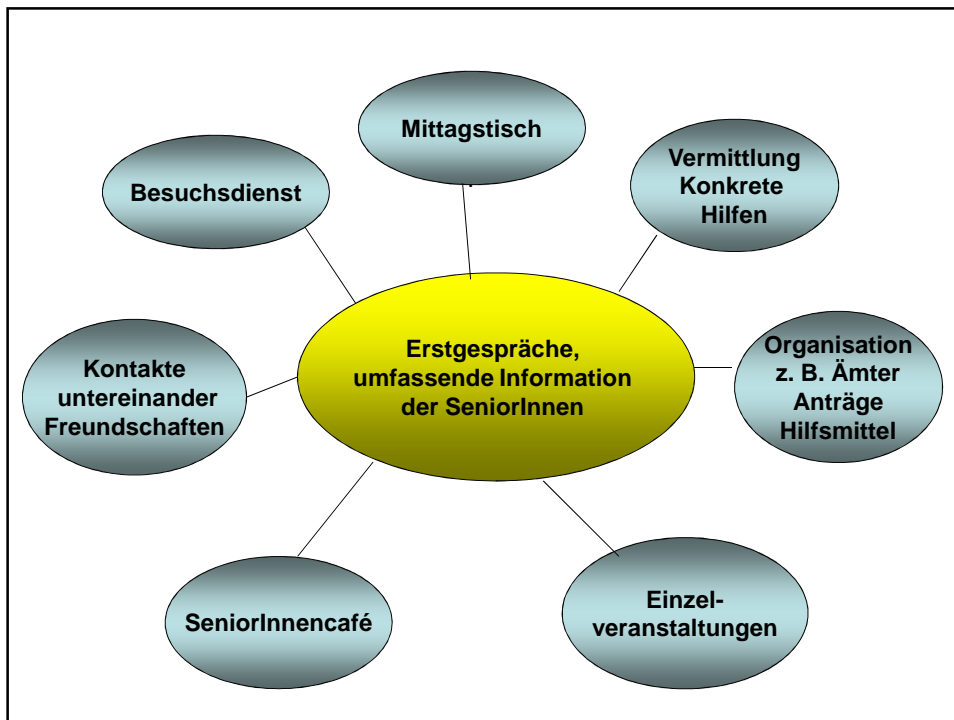 Mittagstisch
Besuchsdienst
Vermittlung
Konkrete
Hilfen
Erstgespräche,
umfassende Information
der SeniorInnen
Kontakte
untereinander
Freundschaften
Organisation
z. B. Ämter
Anträge
Hilfsmittel
SeniorInnencafé
Einzel-
veranstaltungen